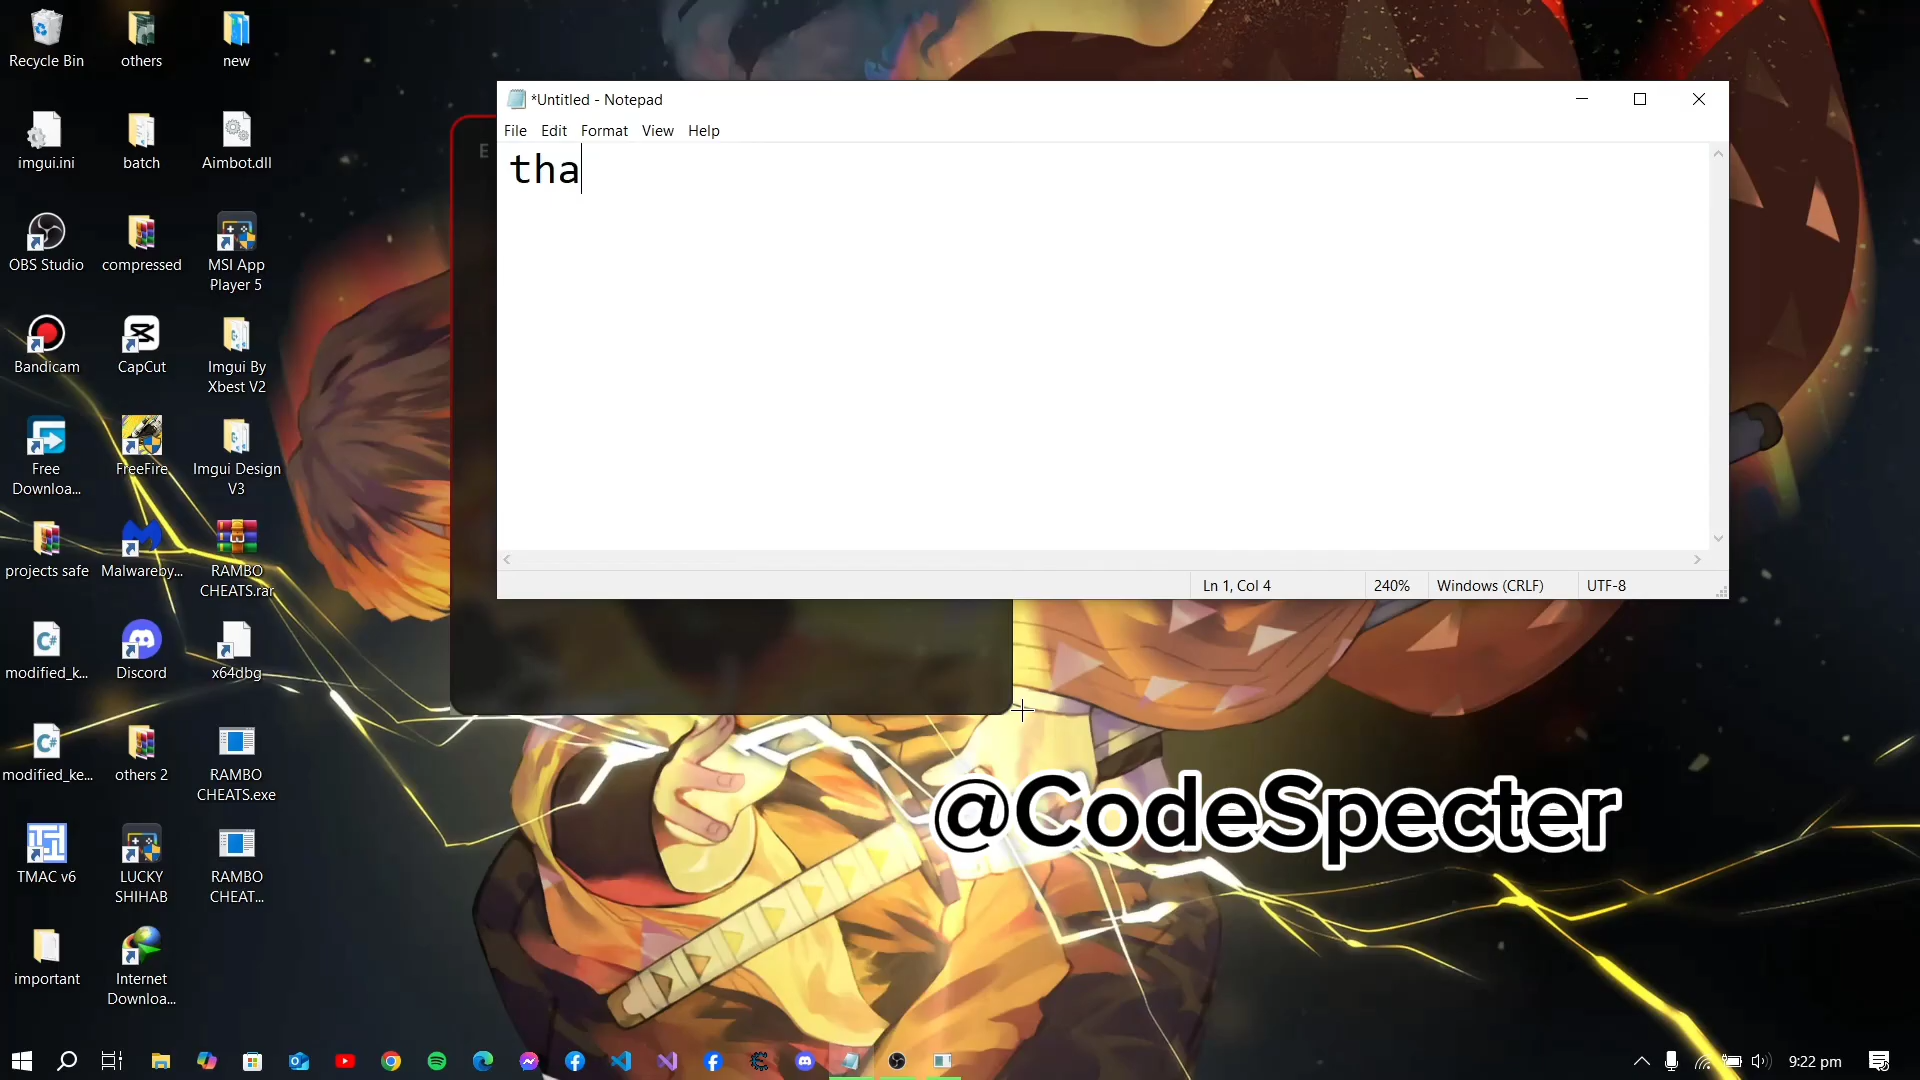 Recycle Bin
others
new
imgui.ini
batch
Aimbot.dll
OBS Studio
compressed
MSI App
Player 5
Bandicam
CapCut
Imgui By
Xbest V2
Free
Downloa...
FreeFire
Imgui Design
V3
projects safe
Malwareby...
RAMBO
CHEATS.rar
modified_k...
Discord
x64dbg
modified_ke...
others 2
RAMBO
CHEATS.exe
TMAC v6
LUCKY
SHIHAB
RAMBO
CHEAT...
important
Internet
Downloa...
*Untitled - Notepad
File Edit Format View Help
E
tha
Ln 1, Col 4
240%
Windows (CRLF)
UTF-8
@CodeSpecter
9:22 pm